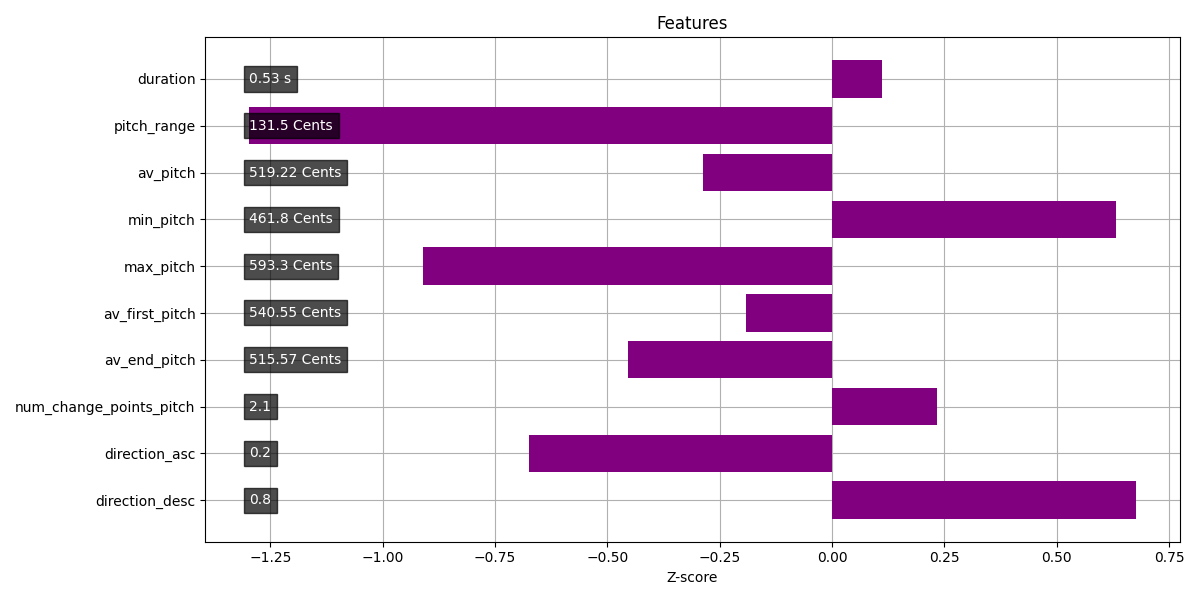 Features
duration 0.53 s
pitch_range 131.5 Cents
av_pitch 519.22 Cents
min_pitch 461.8 Cents
max_pitch 593.3 Cents
av_first_pitch 540.55 Cents
av_end_pitch 515.57 Cents
num_change_points_pitch 2.1
direction_asc 0.2
direction_desc 0.8
−1.25 −1.00 −0.75 −0.50 −0.25 0.00 0.25 0.50 0.75
Z-score